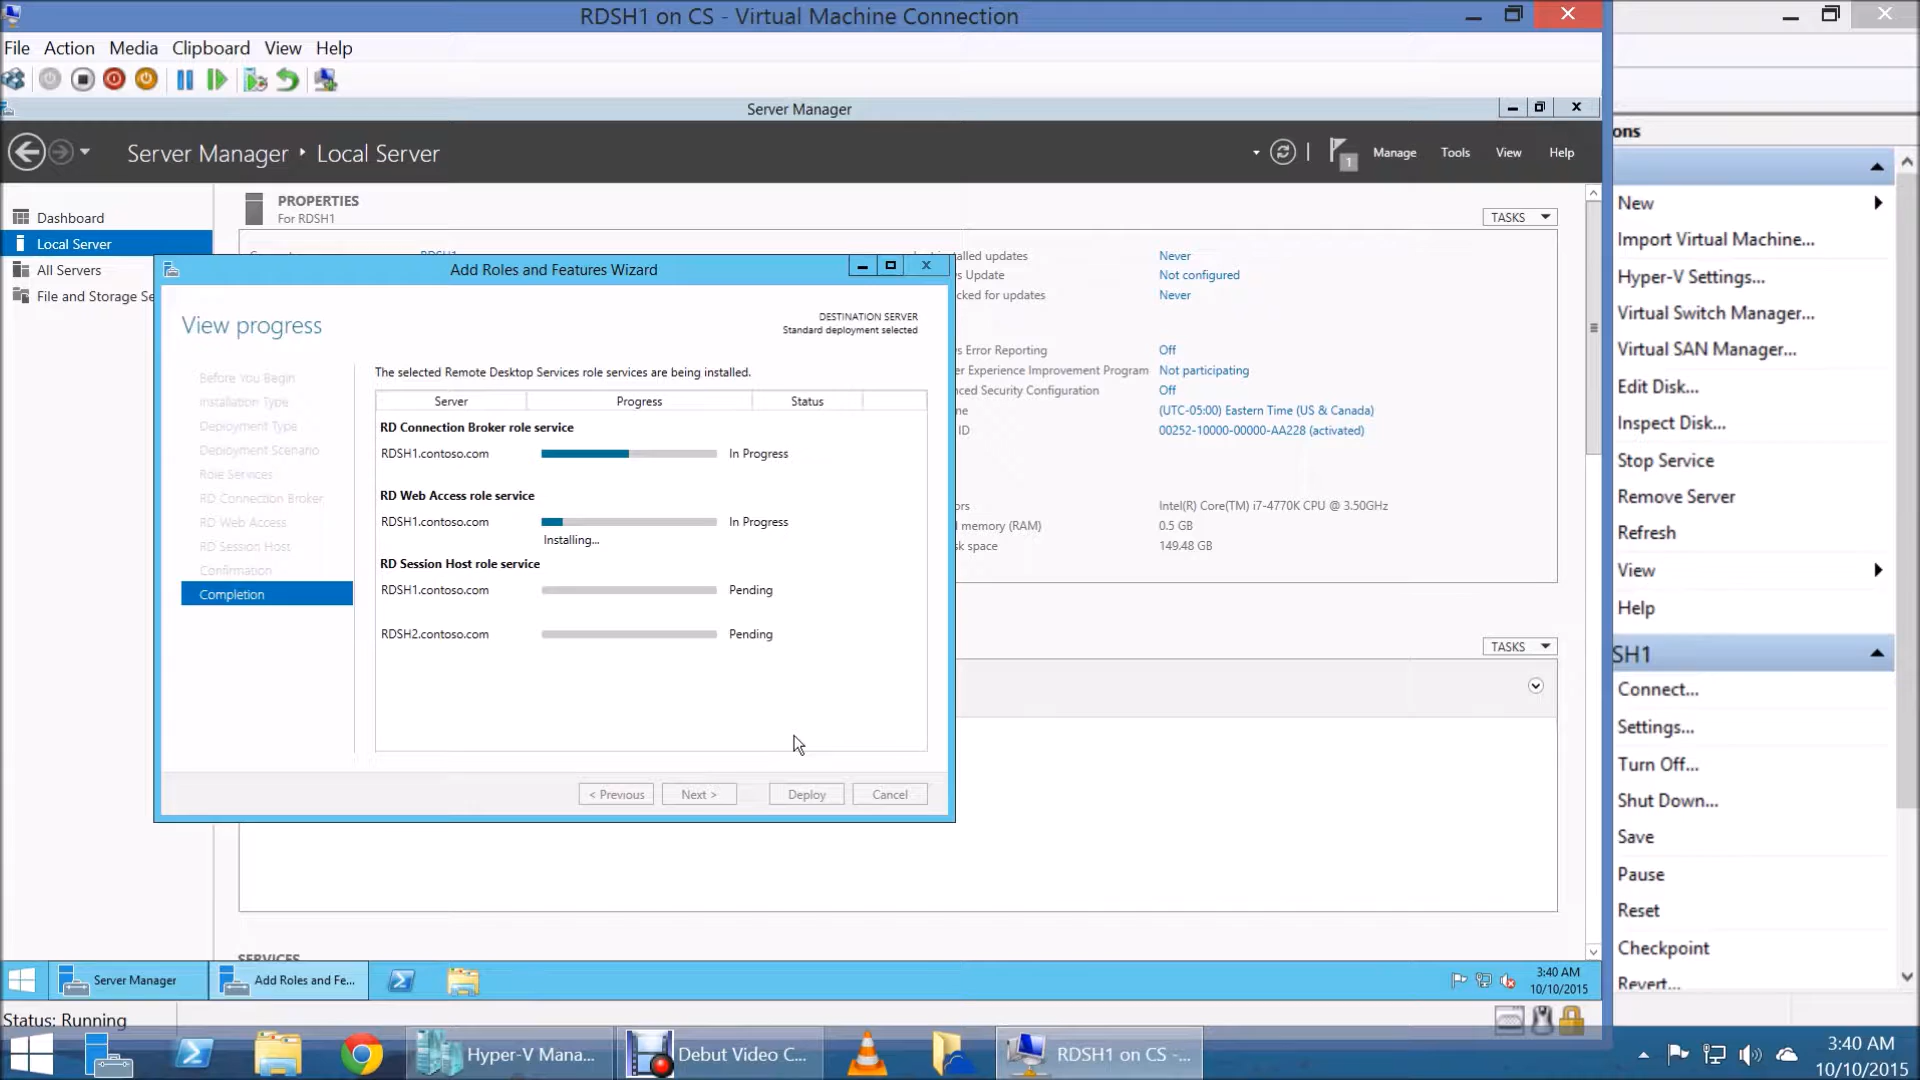 RDSH1 on CS - Virtual Machine Connection
File Action Media Clipboard View Help
Server Manager
Server Manager ‣ Local Server
1 Manage Tools View Help
Dashboard
Local Server
All Servers
File and Storage Se
PROPERTIES
For RDSH1
TASKS
RDSH1
installed updates Never
s Update Not configured
cked for updates Never
s Error Reporting Off
er Experience Improvement Program Not participating
nced Security Configuration Off
ne (UTC-05:00) Eastern Time (US & Canada)
ID 00252-10000-00000-AA228 (activated)
ors Intel(R) Core(TM) i7-4770K CPU @ 3.50GHz
memory (RAM) 0.5 GB
sk space 149.48 GB
TASKS
SERVICES
Add Roles and Features Wizard
View progress
DESTINATION SERVER
Standard deployment selected
Before You Begin
Installation Type
Deployment Type
Deployment Scenario
Role Services
RD Connection Broker
RD Web Access
RD Session Host
Confirmation
Completion
The selected Remote Desktop Services role services are being installed.
Server Progress Status
RD Connection Broker role service
RDSH1.contoso.com In Progress
RD Web Access role service
RDSH1.contoso.com In Progress
Installing...
RD Session Host role service
RDSH1.contoso.com Pending
RDSH2.contoso.com Pending
< Previous Next > Deploy Cancel
ons
New
Import Virtual Machine...
Hyper-V Settings...
Virtual Switch Manager...
Virtual SAN Manager...
Edit Disk...
Inspect Disk...
Stop Service
Remove Server
Refresh
View
Help
SH1
Connect...
Settings...
Turn Off...
Shut Down...
Save
Pause
Reset
Checkpoint
Revert...
Server Manager Add Roles and Fe...
3:40 AM
10/10/2015
Status: Running
Hyper-V Mana... Debut Video C... RDSH1 on CS -...
3:40 AM
10/10/2015